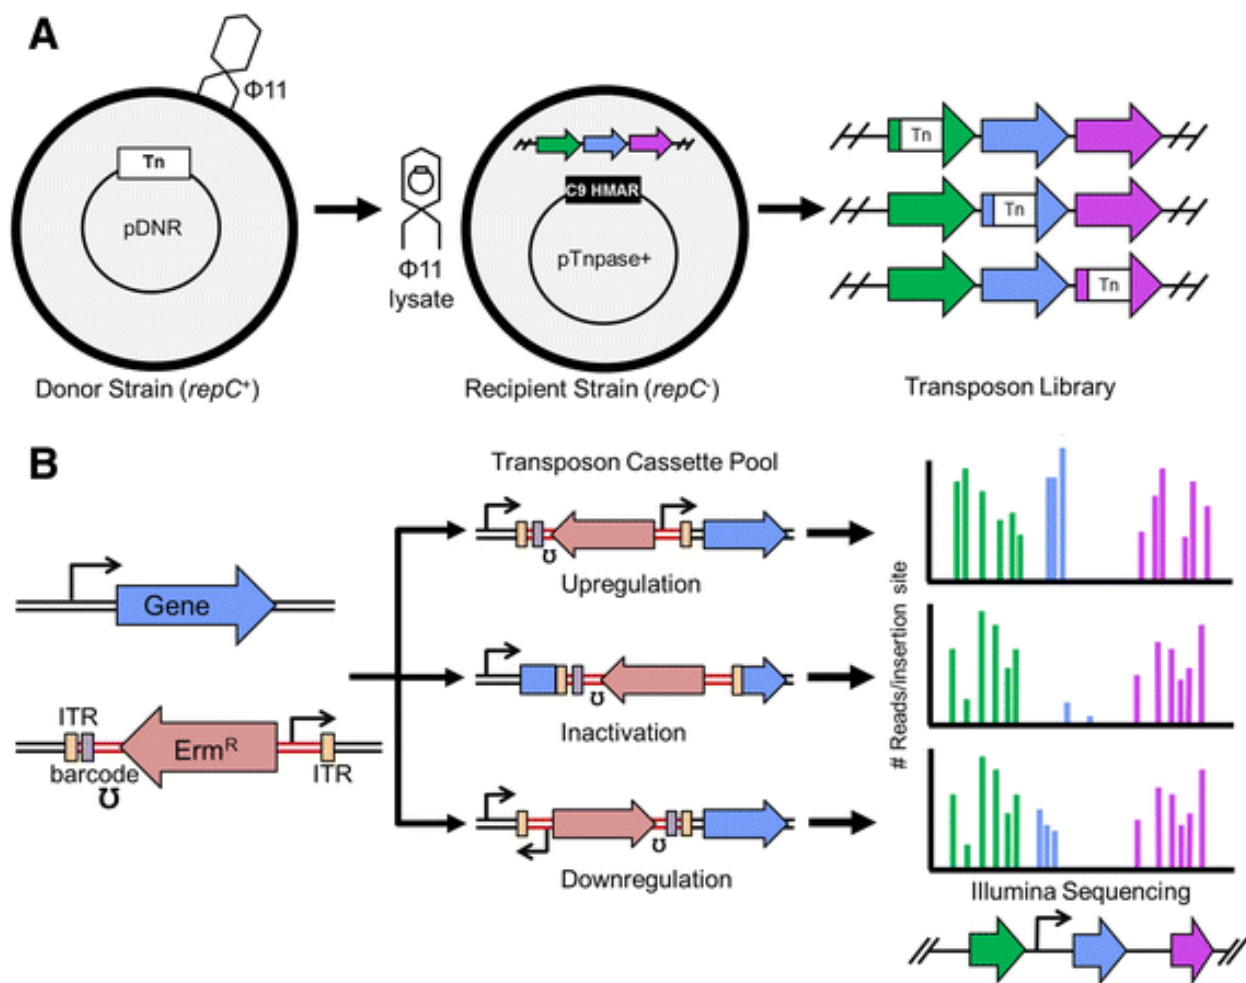 A
Φ11
Tn
pDNR
Donor Strain (repC⁺)
Φ11
lysate
C9 HMAR
pTnpase+
Recipient Strain (repC⁻)
Tn
Tn
Tn
Transposon Library
B
Gene
ITR
barcode
Ʊ
Erm^R
ITR
Transposon Cassette Pool
Ʊ
Upregulation
Ʊ
Inactivation
Ʊ
Downregulation
# Reads/insertion site
Illumina Sequencing